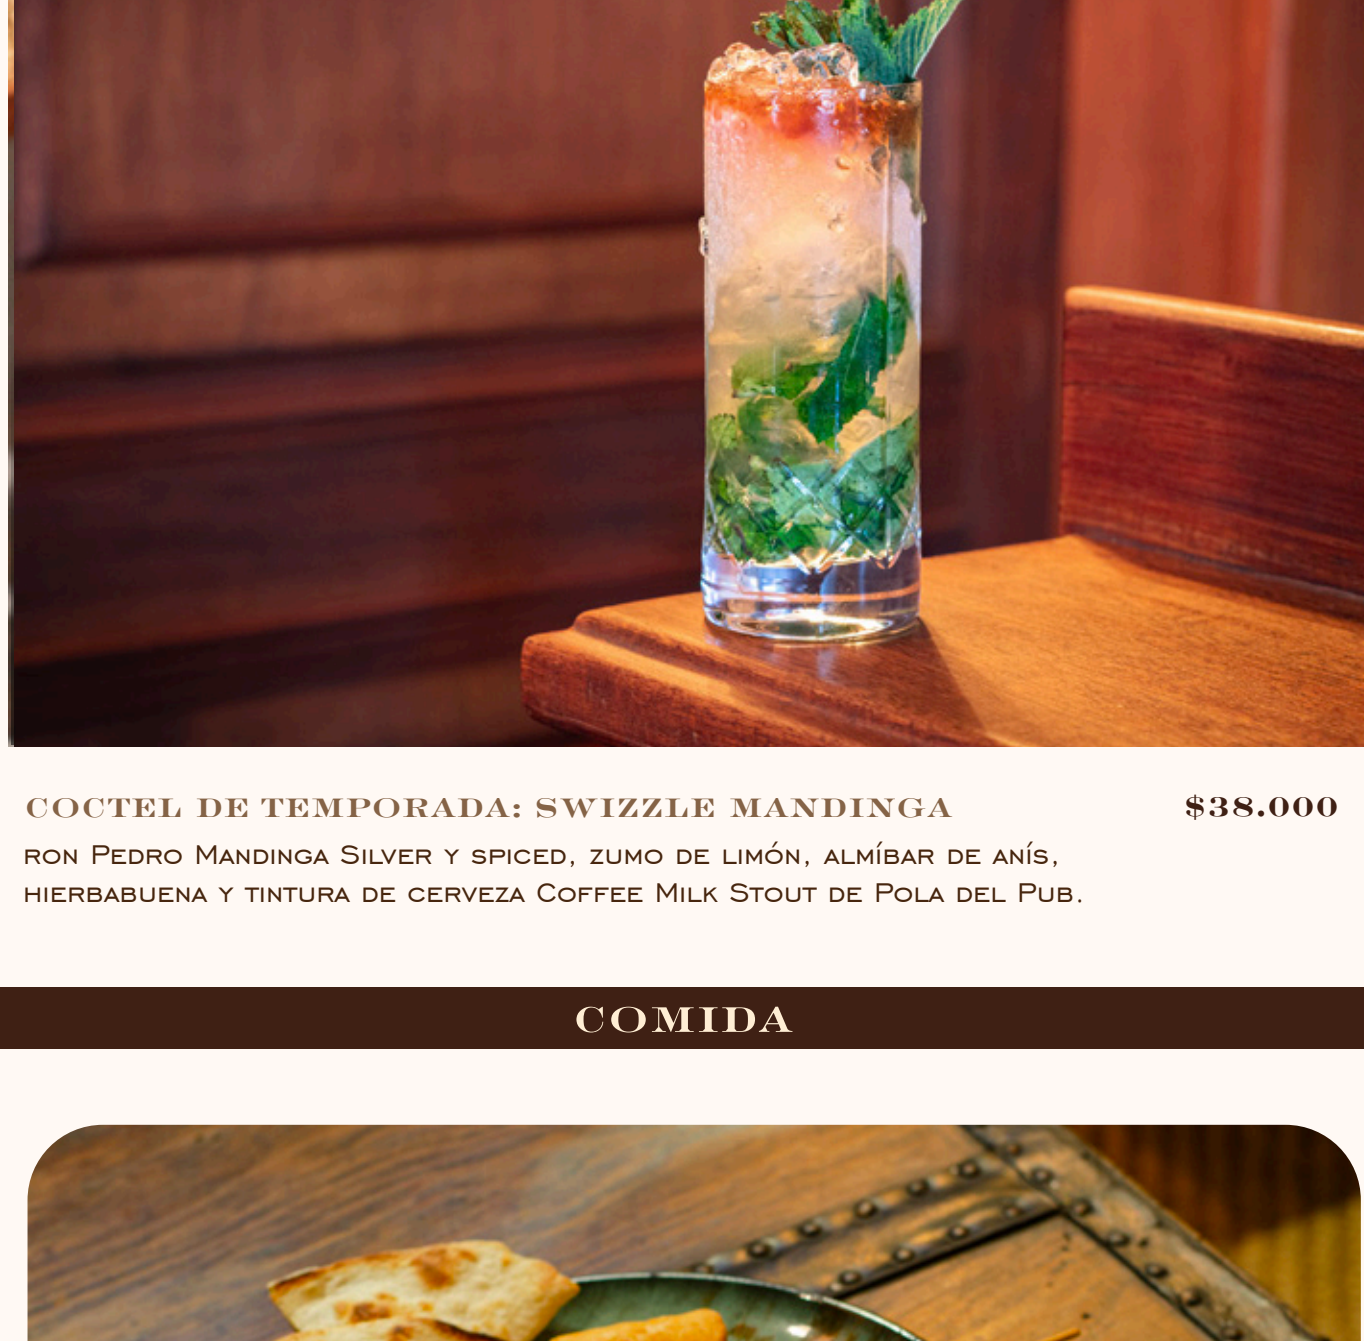 COCTEL DE TEMPORADA: SWIZZLE MANDINGA $38.000
RON PEDRO MANDINGA SILVER Y SPICED, ZUMO DE LIMÓN, ALMÍBAR DE ANÍS,
HIERBABUENA Y TINTURA DE CERVEZA COFFEE MILK STOUT DE POLA DEL PUB.
COMIDA